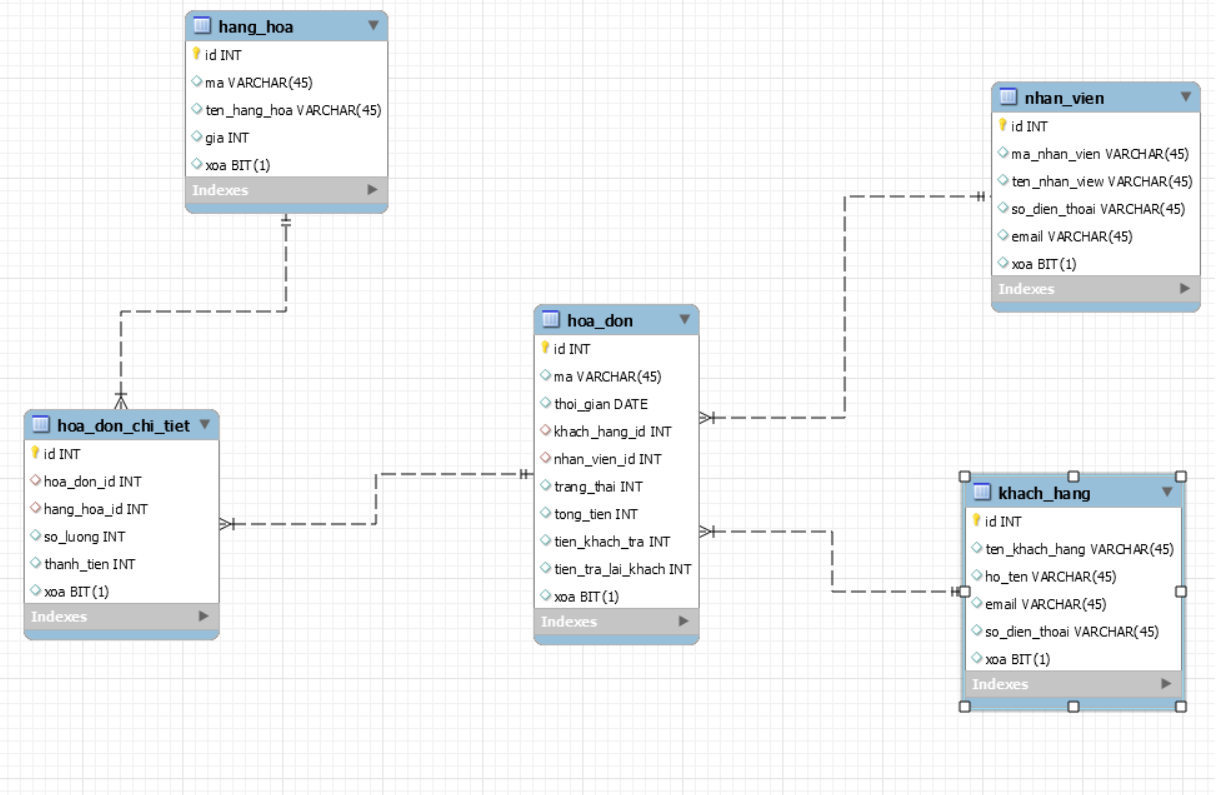 hang_hoa
id INT
ma VARCHAR(45)
ten_hang_hoa VARCHAR(45)
gia INT
xoa BIT(1)
Indexes
nhan_vien
id INT
ma_nhan_vien VARCHAR(45)
ten_nhan_view VARCHAR(45)
so_dien_thoai VARCHAR(45)
email VARCHAR(45)
xoa BIT(1)
Indexes
hoa_don
id INT
ma VARCHAR(45)
thoi_gian DATE
khach_hang_id INT
nhan_vien_id INT
trang_thai INT
tong_tien INT
tien_khach_tra INT
tien_tra_lai_khach INT
xoa BIT(1)
Indexes
hoa_don_chi_tiet
id INT
hoa_don_id INT
hang_hoa_id INT
so_luong INT
thanh_tien INT
xoa BIT(1)
Indexes
khach_hang
id INT
ten_khach_hang VARCHAR(45)
ho_ten VARCHAR(45)
email VARCHAR(45)
so_dien_thoai VARCHAR(45)
xoa BIT(1)
Indexes